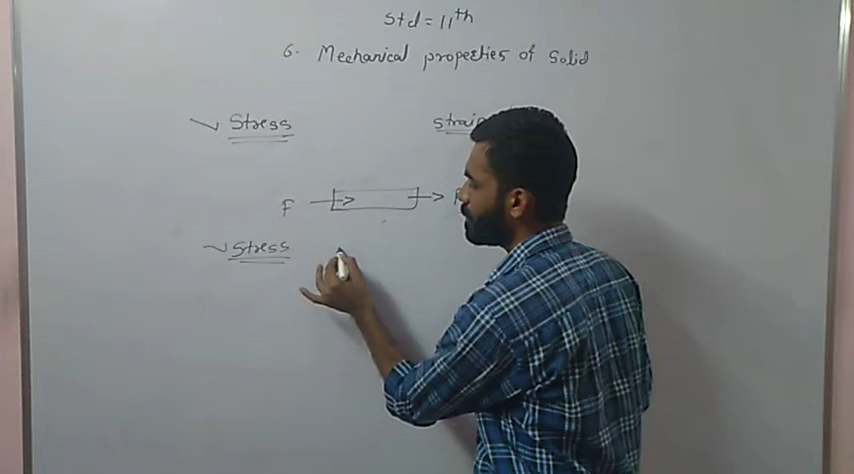 Std = 11th
6. Mechanical properties of Solid
Stress
F
Stress